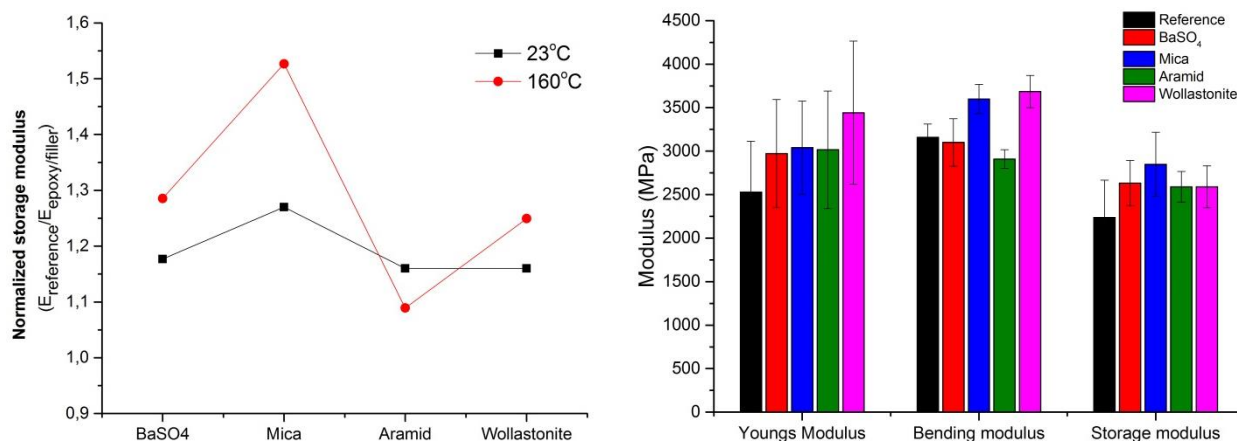 Normalized storage modulus
(E_reference/E_epoxy/filler)
1,6
1,5
1,4
1,3
1,2
1,1
1,0
0,9
23°C
160°C
BaSO4 Mica Aramid Wollastonite
Modulus (MPa)
4500
4000
3500
3000
2500
2000
1500
1000
500
0
Reference
BaSO₄
Mica
Aramid
Wollastonite
Youngs Modulus Bending modulus Storage modulus